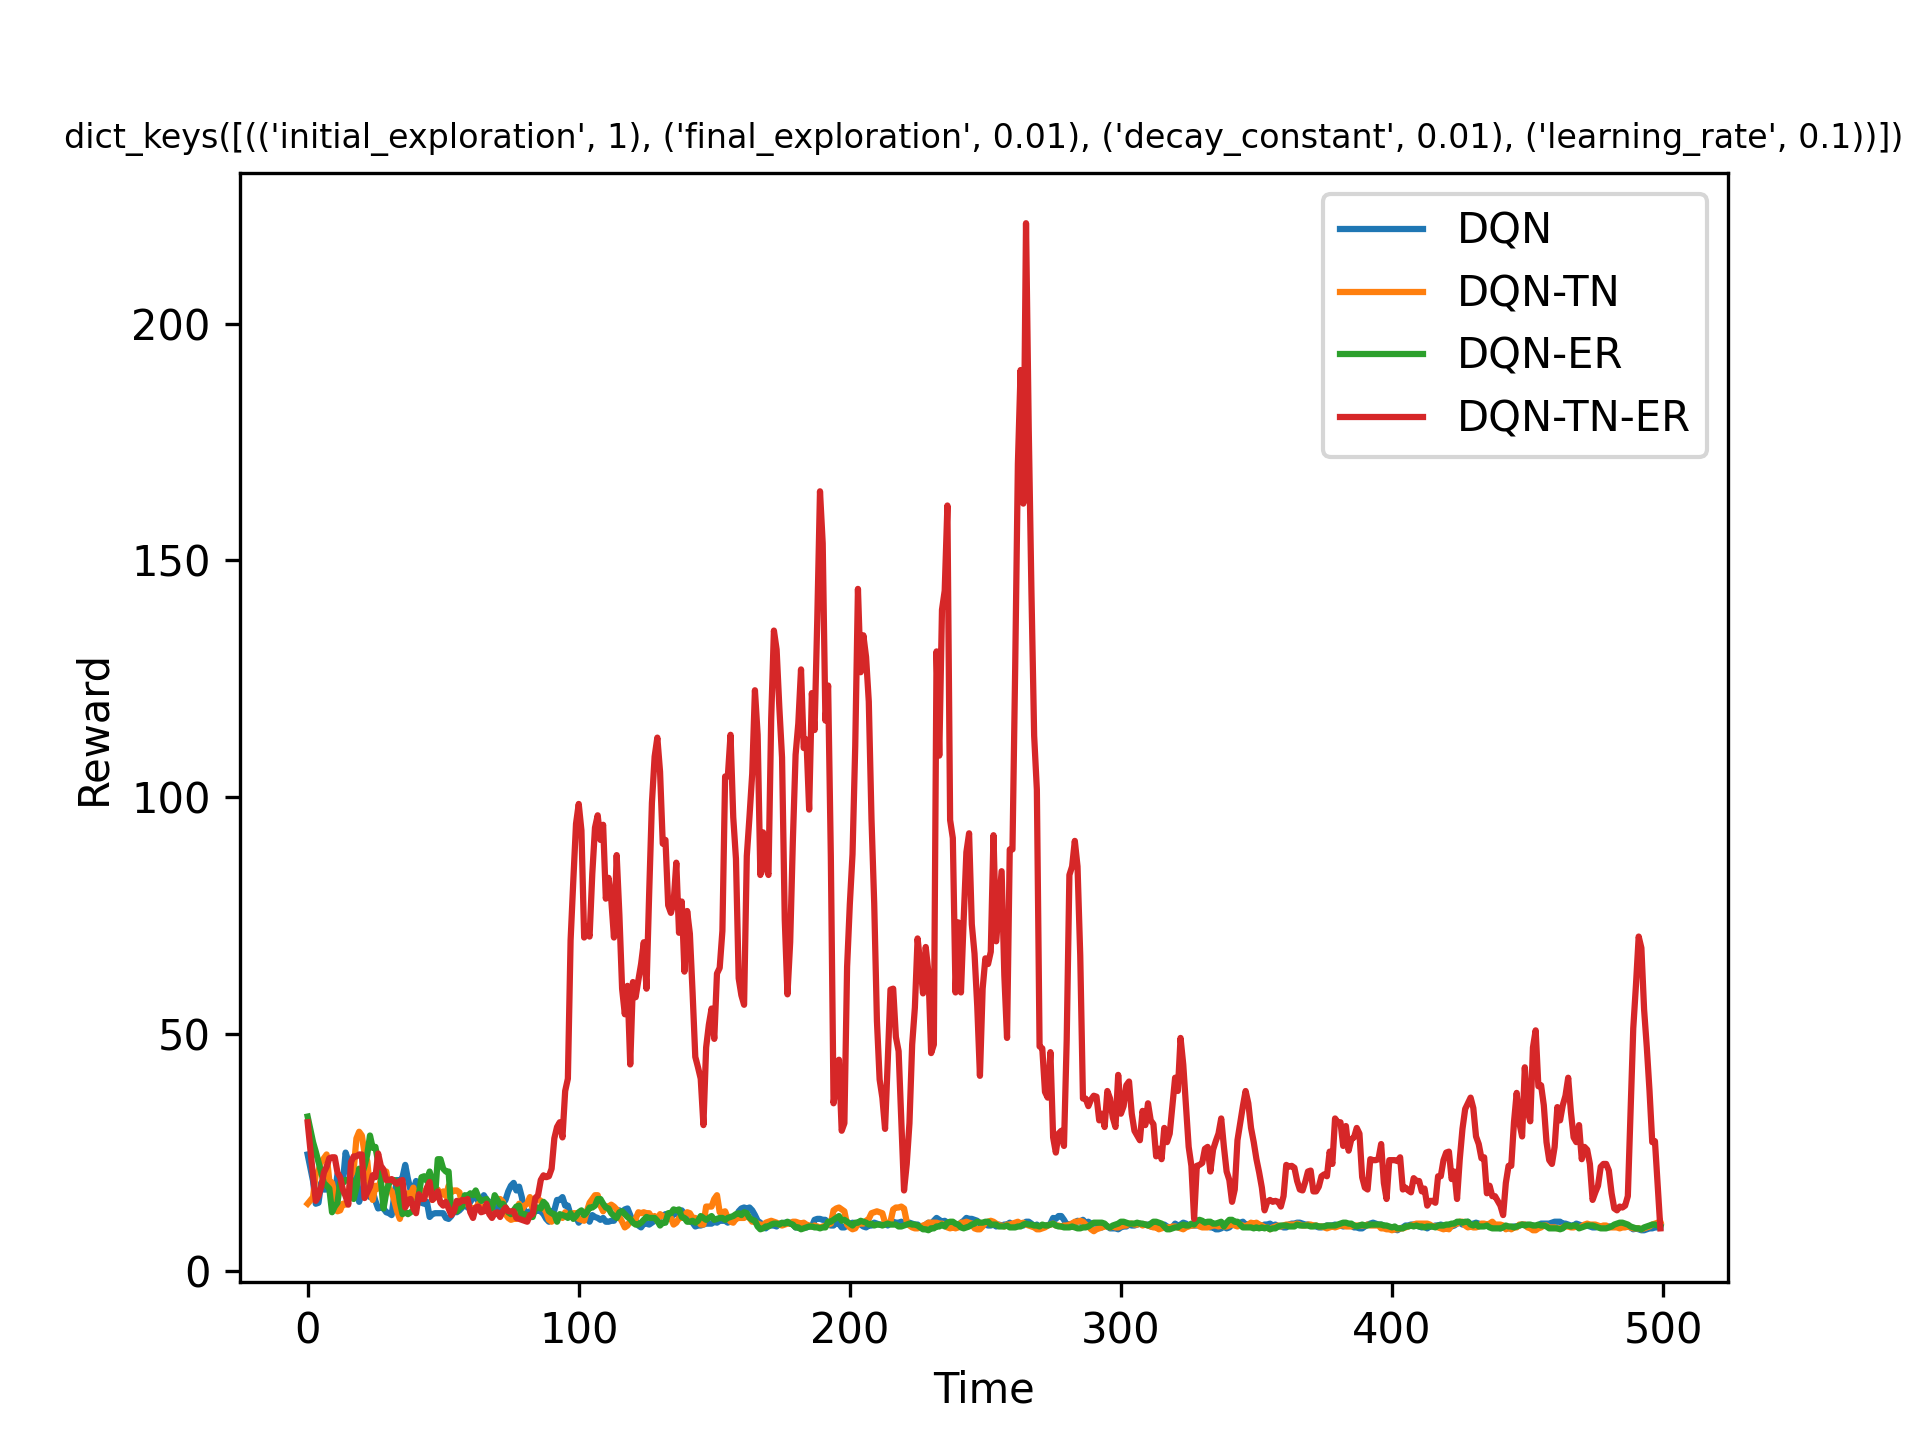 dict_keys([(('initial_exploration', 1), ('final_exploration', 0.01), ('decay_constant', 0.01), ('learning_rate', 0.1))])
DQN
DQN-TN
DQN-ER
DQN-TN-ER
200
150
100
50
0
Reward
0 100 200 300 400 500
Time